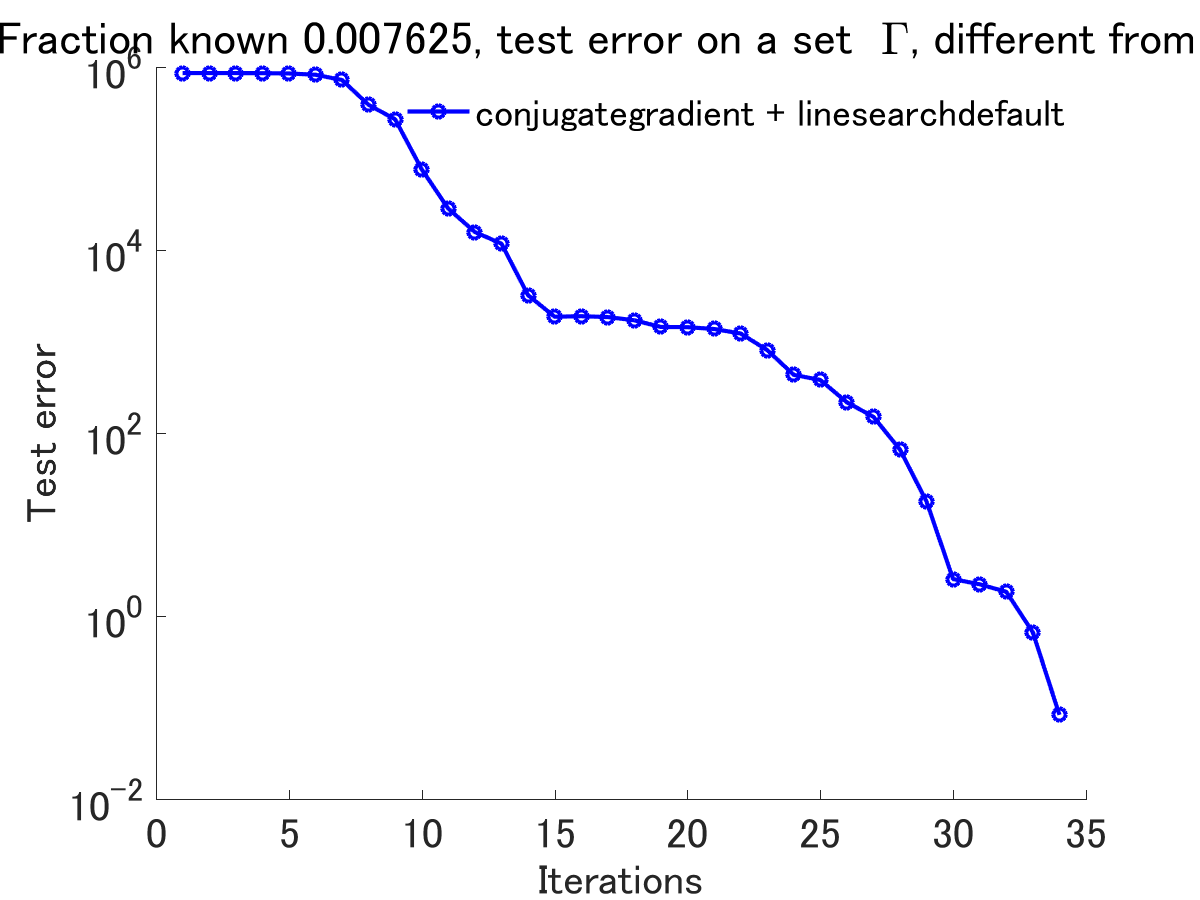 Fraction known 0.007625, test error on a set Γ, different from
10^6
conjugategradient + linesearchdefault
10^4
10^2
10^0
10^-2
Test error
0 5 10 15 20 25 30 35
Iterations